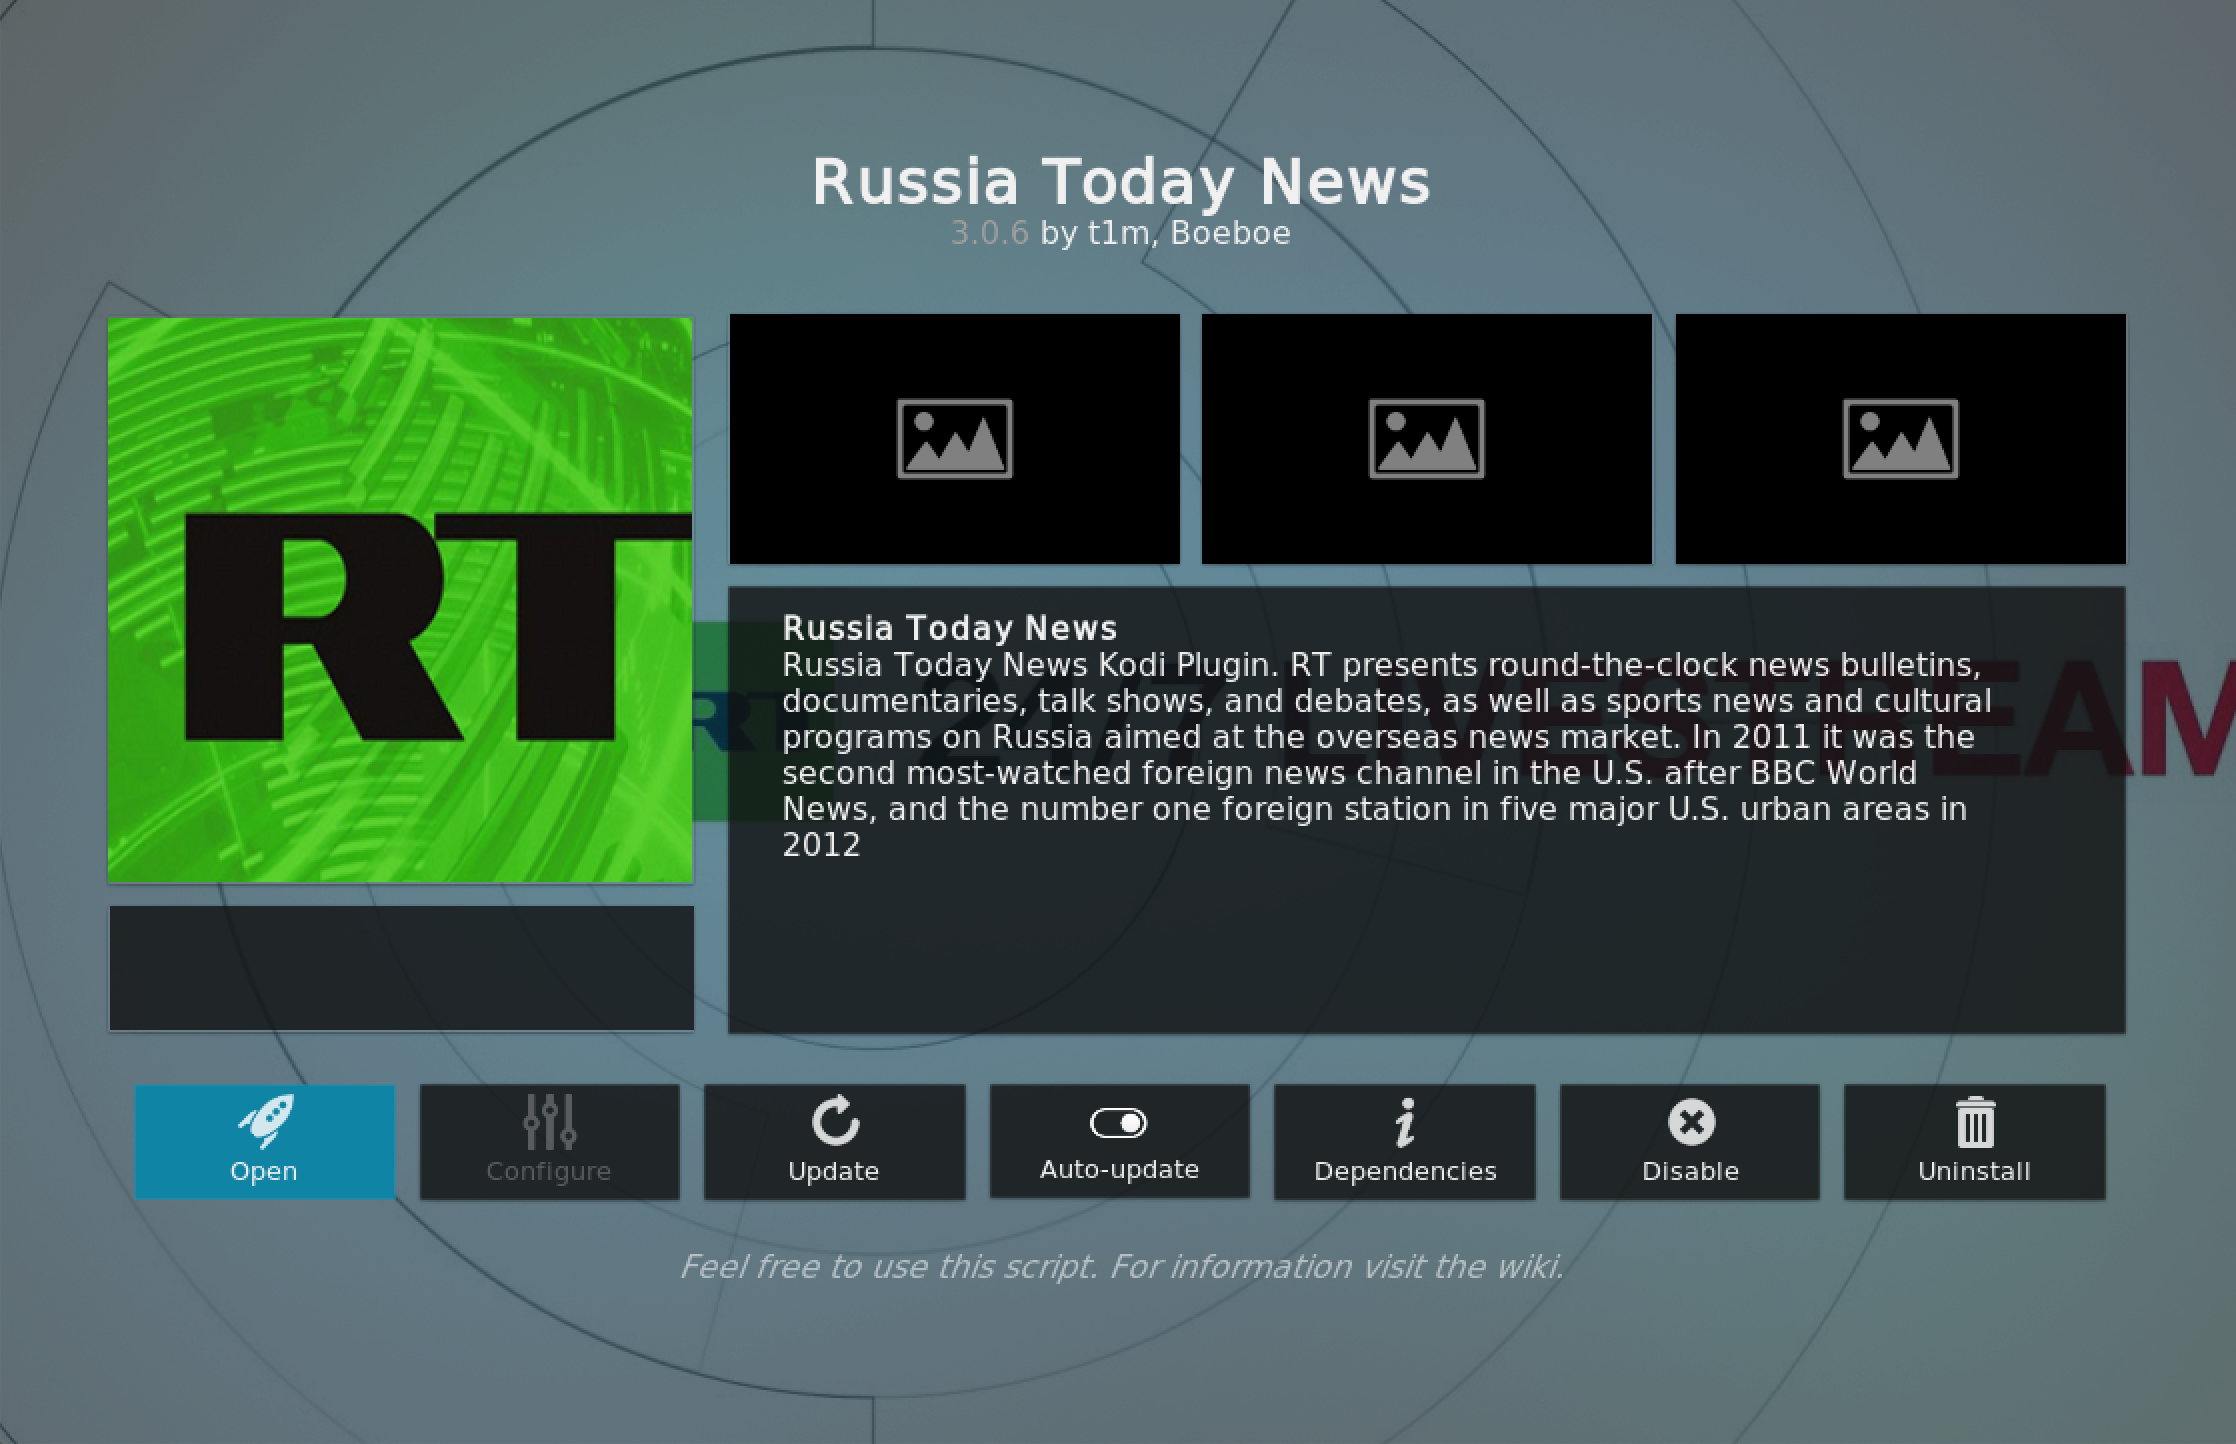 Russia Today News
3.0.6 by t1m, Boeboe
RT
Russia Today News
Russia Today News Kodi Plugin. RT presents round-the-clock news bulletins,
documentaries, talk shows, and debates, as well as sports news and cultural
programs on Russia aimed at the overseas news market. In 2011 it was the
second most-watched foreign news channel in the U.S. after BBC World
News, and the number one foreign station in five major U.S. urban areas in
2012
RT 24/7 LIVESTREAM
Open
Configure
Update
Auto-update
Dependencies
Disable
Uninstall
Feel free to use this script. For information visit the wiki.